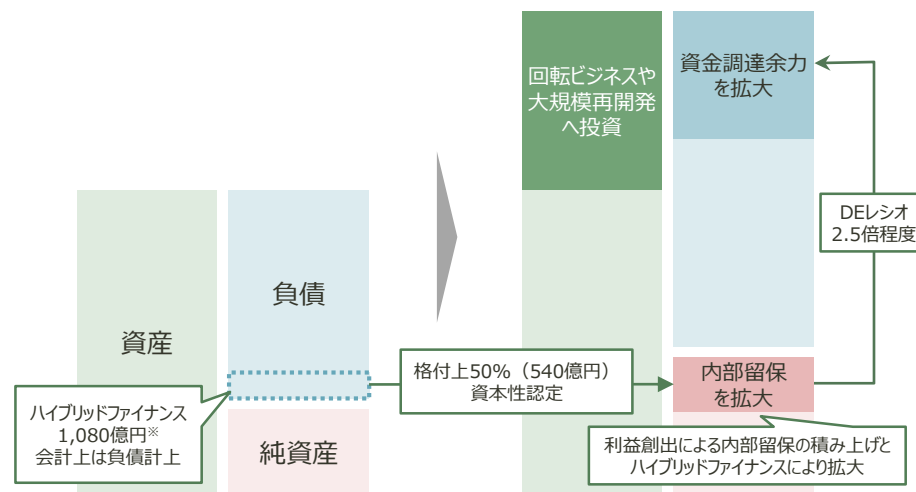 回転ビジネスや
大規模再開発
へ投資
資金調達余力
を拡大
DEレシオ
2.5倍程度
負債
資産
格付上50%（540億円）
資本性認定
内部留保
を拡大
ハイブリッドファイナンス
1,080億円※
会計上は負債計上
純資産
利益創出による内部留保の積み上げと
ハイブリッドファイナンスにより拡大